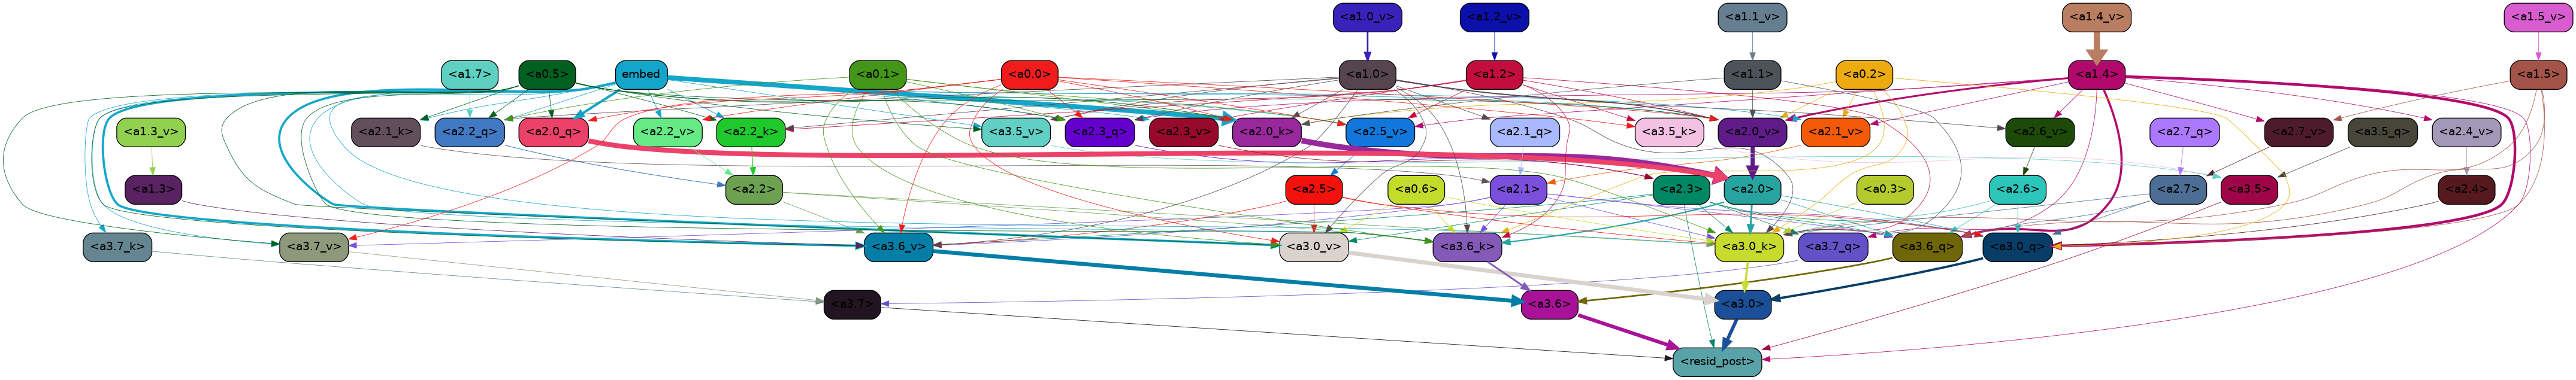 <a1.0_v> <a1.2_v> <a1.1_v> <a1.4_v> <a1.5_v>
<a1.7> <a0.5> embed <a0.1> <a0.0> <a1.0> <a1.2> <a1.1> <a0.2> <a1.4> <a1.5>
<a1.3_v> <a2.1_k> <a2.2_q> <a2.0_q> <a2.2_v> <a2.2_k> <a3.5_v> <a2.3_q> <a2.3_v> <a2.0_k> <a2.5_v> <a2.1_q> <a3.5_k> <a2.0_v> <a2.1_v> <a2.6_v> <a2.7_q> <a2.7_v> <a3.5_q> <a2.4_v>
<a1.3> <a2.2> <a2.5> <a0.6> <a2.1> <a2.3> <a2.0> <a0.3> <a2.6> <a2.7> <a3.5> <a2.4>
<a3.7_k> <a3.7_v> <a3.6_v> <a3.0_v> <a3.6_k> <a3.0_k> <a3.7_q> <a3.6_q> <a3.0_q>
<a3.7> <a3.6> <a3.0>
<resid_post>